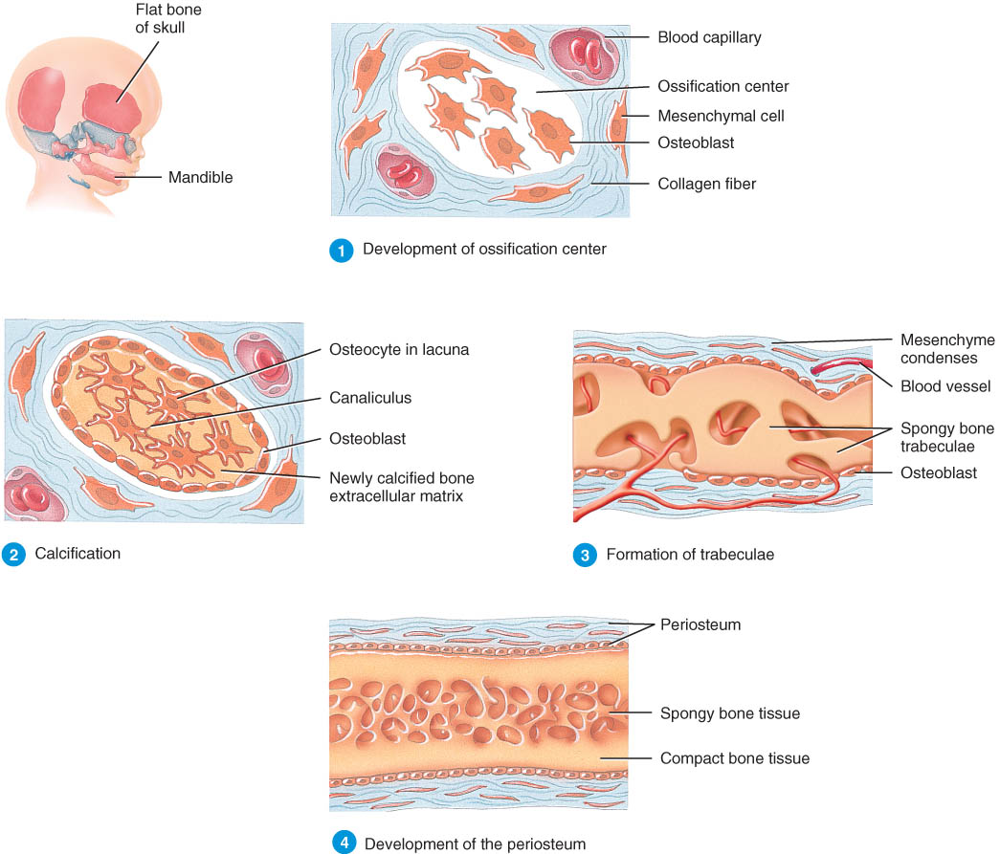 Flat bone
of skull
Mandible
Blood capillary
Ossification center
Mesenchymal cell
Osteoblast
Collagen fiber
1 Development of ossification center
Osteocyte in lacuna
Canaliculus
Osteoblast
Newly calcified bone
extracellular matrix
2 Calcification
Mesenchyme
condenses
Blood vessel
Spongy bone
trabeculae
Osteoblast
3 Formation of trabeculae
Periosteum
Spongy bone tissue
Compact bone tissue
4 Development of the periosteum